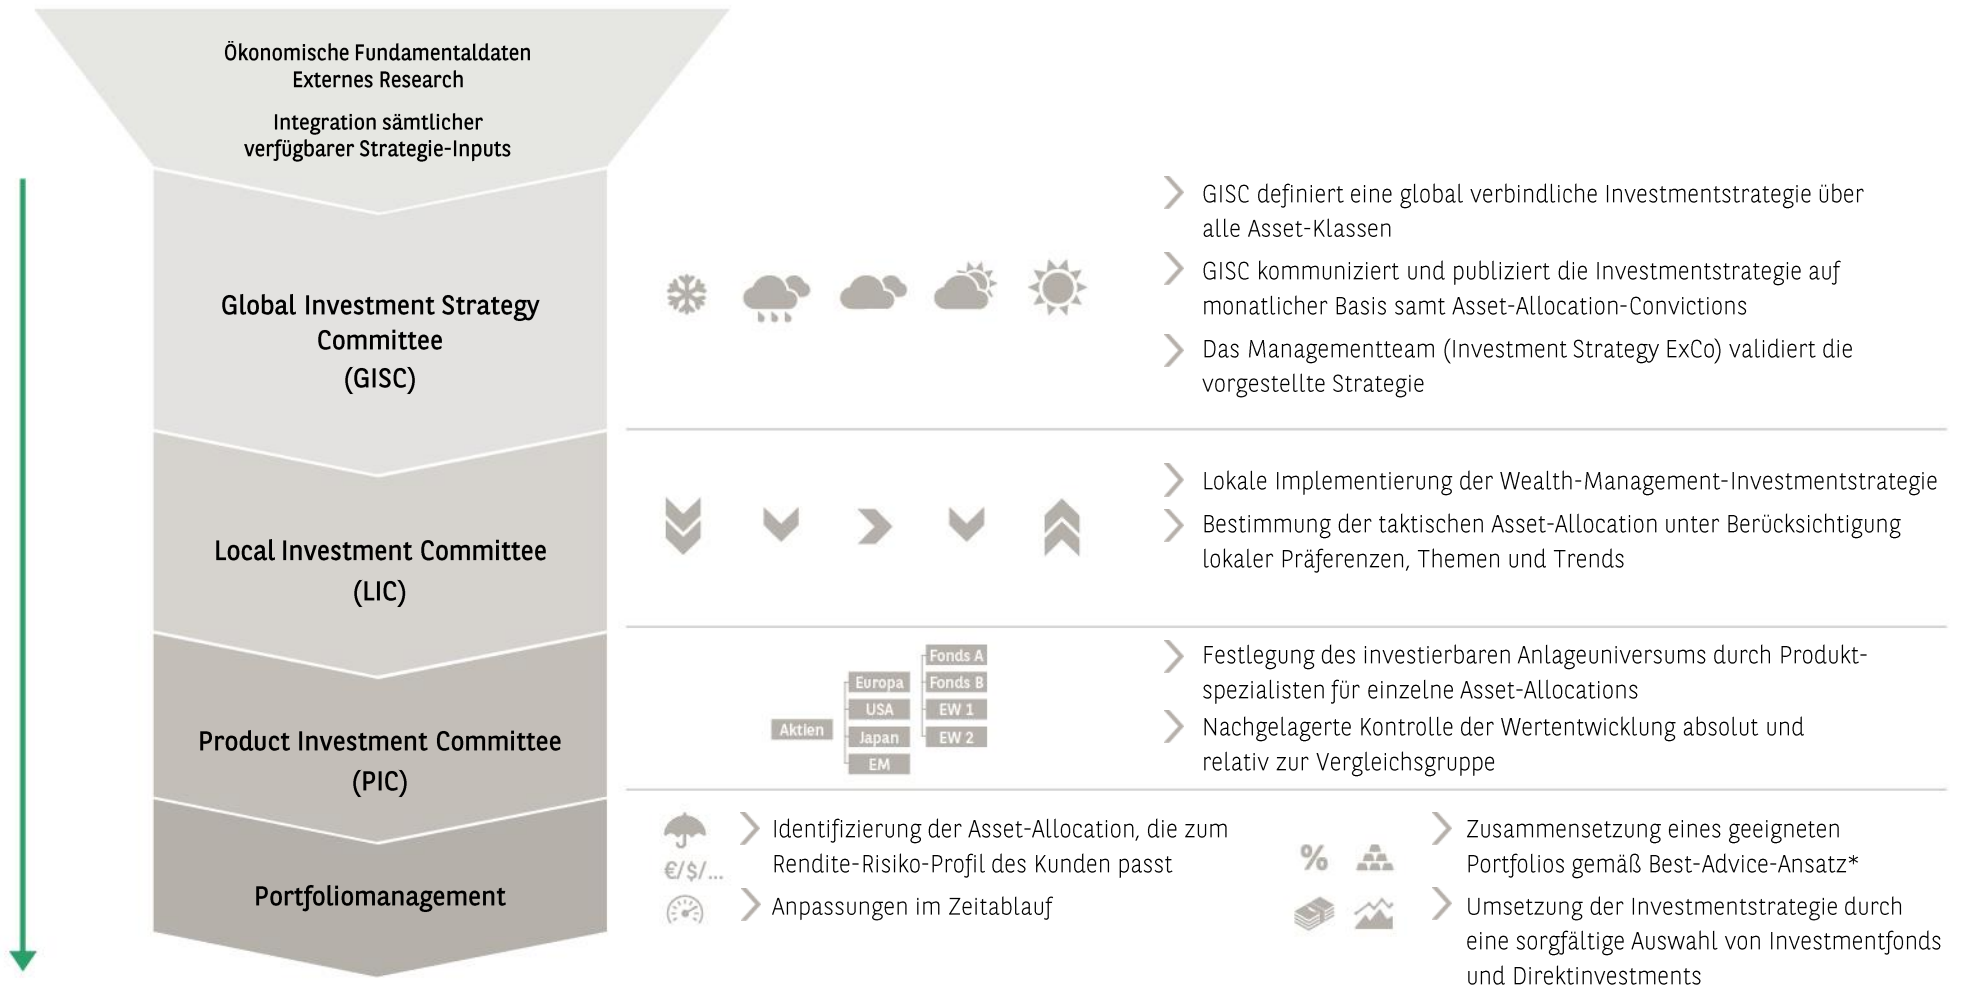 Ökonomische Fundamentaldaten
Externes Research
Integration sämtlicher
verfügbarer Strategie-Inputs
Global Investment Strategy
Committee
(GISC)
GISC definiert eine global verbindliche Investmentstrategie über
alle Asset-Klassen
GISC kommuniziert und publiziert die Investmentstrategie auf
monatlicher Basis samt Asset-Allocation-Convictions
Das Managementteam (Investment Strategy ExCo) validiert die
vorgestellte Strategie
Local Investment Committee
(LIC)
Lokale Implementierung der Wealth-Management-Investmentstrategie
Bestimmung der taktischen Asset-Allocation unter Berücksichtigung
lokaler Präferenzen, Themen und Trends
Product Investment Committee
(PIC)
Aktien
Europa
USA
Japan
EM
Fonds A
Fonds B
EW 1
EW 2
Festlegung des investierbaren Anlageuniversums durch Produkt-
spezialisten für einzelne Asset-Allocations
Nachgelagerte Kontrolle der Wertentwicklung absolut und
relativ zur Vergleichsgruppe
Portfoliomanagement
€/$/...
Identifizierung der Asset-Allocation, die zum
Rendite-Risiko-Profil des Kunden passt
Anpassungen im Zeitablauf
%
Zusammensetzung eines geeigneten
Portfolios gemäß Best-Advice-Ansatz*
Umsetzung der Investmentstrategie durch
eine sorgfältige Auswahl von Investmentfonds
und Direktinvestments